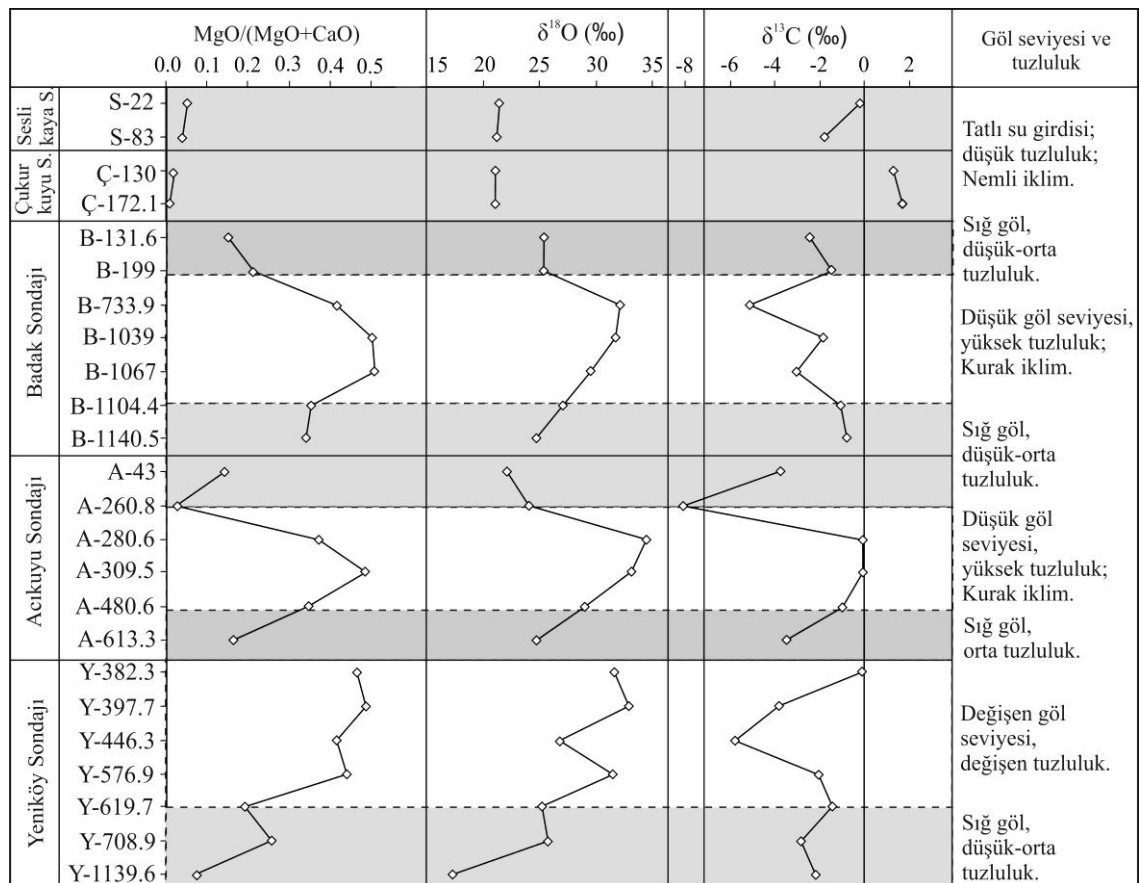 MgO/(MgO+CaO)
0.0 0.1 0.2 0.3 0.4 0.5
δ¹⁸O (‰)
15 20 25 30 35
δ¹³C (‰)
-8 -6 -4 -2 0 2
Göl seviyesi ve
tuzluluk
Sesli
kaya S.
S-22
S-83
Tatlı su girdisi;
düşük tuzluluk;
Nemli iklim.
Çukur
kuyu S.
Ç-130
Ç-172.1
Badak Sondajı
B-131.6
B-199
B-733.9
B-1039
B-1067
B-1104.4
B-1140.5
Sığ göl,
düşük-orta
tuzluluk.
Düşük göl seviyesi,
yüksek tuzluluk;
Kurak iklim.
Sığ göl,
düşük-orta
tuzluluk.
Acıkuyu Sondajı
A-43
A-260.8
A-280.6
A-309.5
A-480.6
A-613.3
Düşük göl
seviyesi,
yüksek tuzluluk;
Kurak iklim.
Sığ göl,
orta tuzluluk.
Yeniköy Sondajı
Y-382.3
Y-397.7
Y-446.3
Y-576.9
Y-619.7
Y-708.9
Y-1139.6
Değişen göl
seviyesi,
değişen tuzluluk.
Sığ göl,
düşük-orta
tuzluluk.